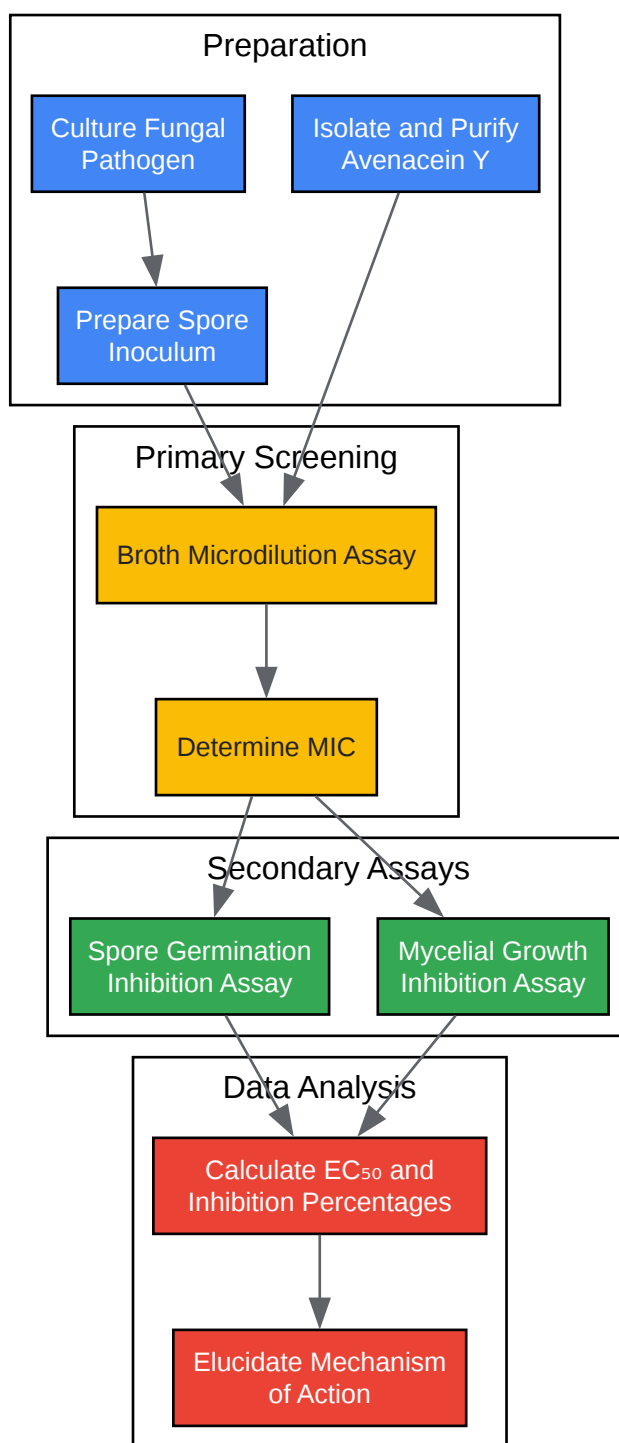 Preparation
Culture Fungal
Pathogen
Isolate and Purify
Avenacein Y
Prepare Spore
Inoculum
Primary Screening
Broth Microdilution Assay
Determine MIC
Secondary Assays
Spore Germination
Inhibition Assay
Mycelial Growth
Inhibition Assay
Data Analysis
Calculate EC₅₀ and
Inhibition Percentages
Elucidate Mechanism
of Action